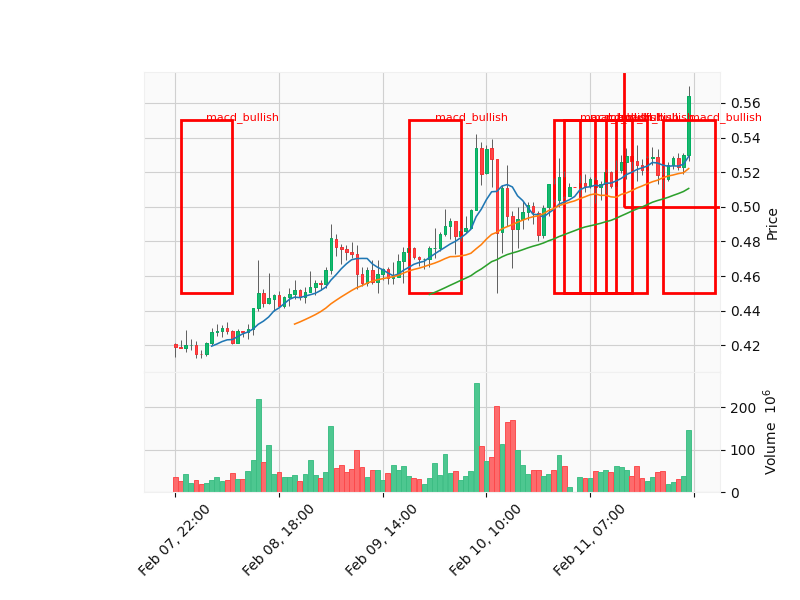 0.56
macd_bullish
macd_bullish
macd_bullish
0.54
0.52
0.50
0.48
0.46
0.44
0.42
Price
200
100
0
Volume 10^6
Feb 07, 22:00
Feb 08, 18:00
Feb 09, 14:00
Feb 10, 10:00
Feb 11, 07:00